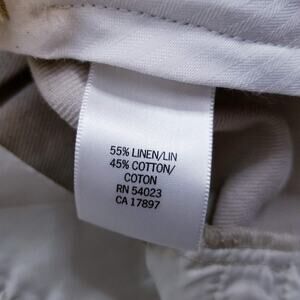 55% LINEN/LIN
45% COTTON/
COTON
RN 54023
CA 17897